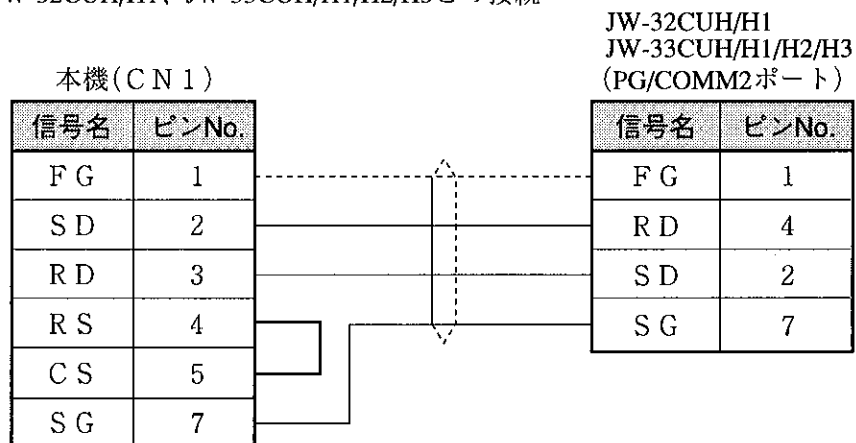 JW-32CUH/H1
JW-33CUH/H1/H2/H3
本機(CN1) (PG/COMM2ポート)
信号名 ピンNo. 信号名 ピンNo.
FG 1 FG 1
SD 2 RD 4
RD 3 SD 2
RS 4 SG 7
CS 5
SG 7